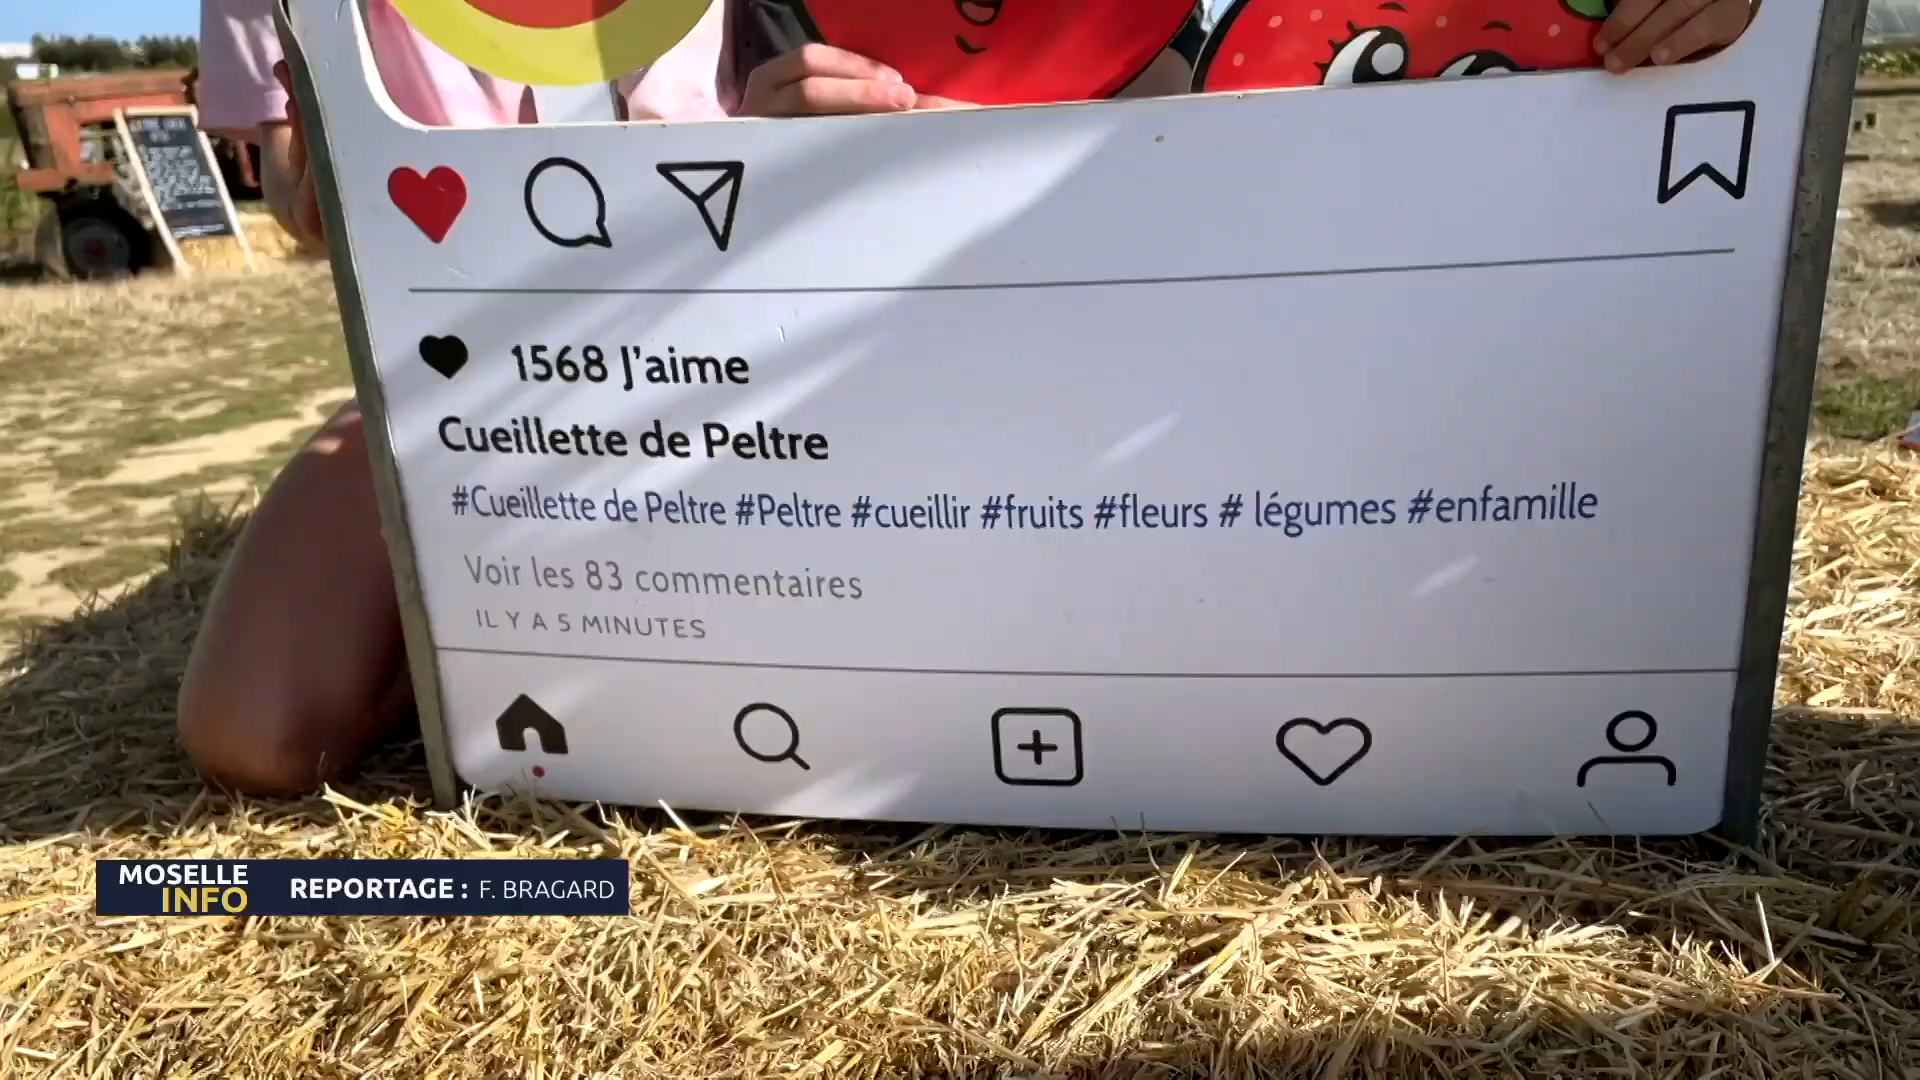 1568 J'aime
Cueillette de Peltre
#Cueillette de Peltre #Peltre #cueillir #fruits #fleurs # légumes #enfamille
Voir les 83 commentaires
IL Y A 5 MINUTES
MOSELLE
INFO
REPORTAGE : F. BRAGARD